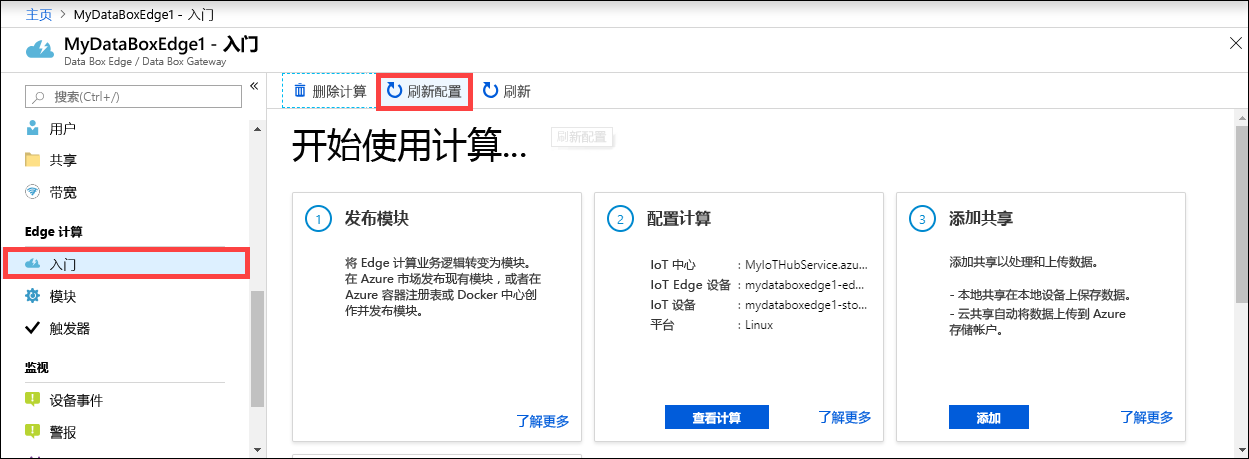 主页 > MyDataBoxEdge1 - 入门
MyDataBoxEdge1 - 入门
Data Box Edge / Data Box Gateway
搜索(Ctrl+/)
用户
共享
带宽
Edge 计算
入门
模块
触发器
监视
设备事件
警报
删除计算
刷新配置
刷新
开始使用计算...
刷新配置
1 发布模块
将 Edge 计算业务逻辑转变为模块。
在 Azure 市场发布现有模块，或者在
Azure 容器注册表或 Docker 中心创
作并发布模块。
了解更多
2 配置计算
IoT 中心 : MyIoTHubService.azu...
IoT Edge 设备 : mydataboxedge1-ed...
IoT 设备 : mydataboxedge1-sto...
平台 : Linux
查看计算
了解更多
3 添加共享
添加共享以处理和上传数据。
- 本地共享在本地设备上保存数据。
- 云共享自动将数据上传到 Azure
存储帐户。
添加
了解更多